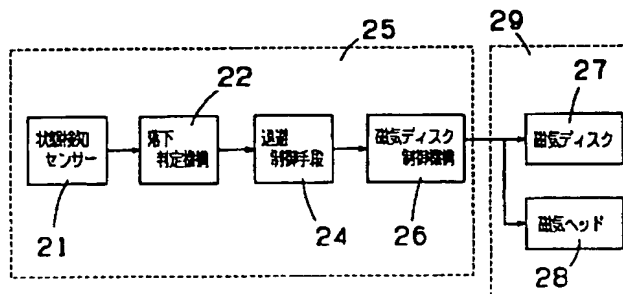 25
29
22
27
状態検知
センサー
落下
判定機構
退避
制御手段
磁気ディスク
制御機構
磁気ディスク
21
24
26
磁気ヘッド
28